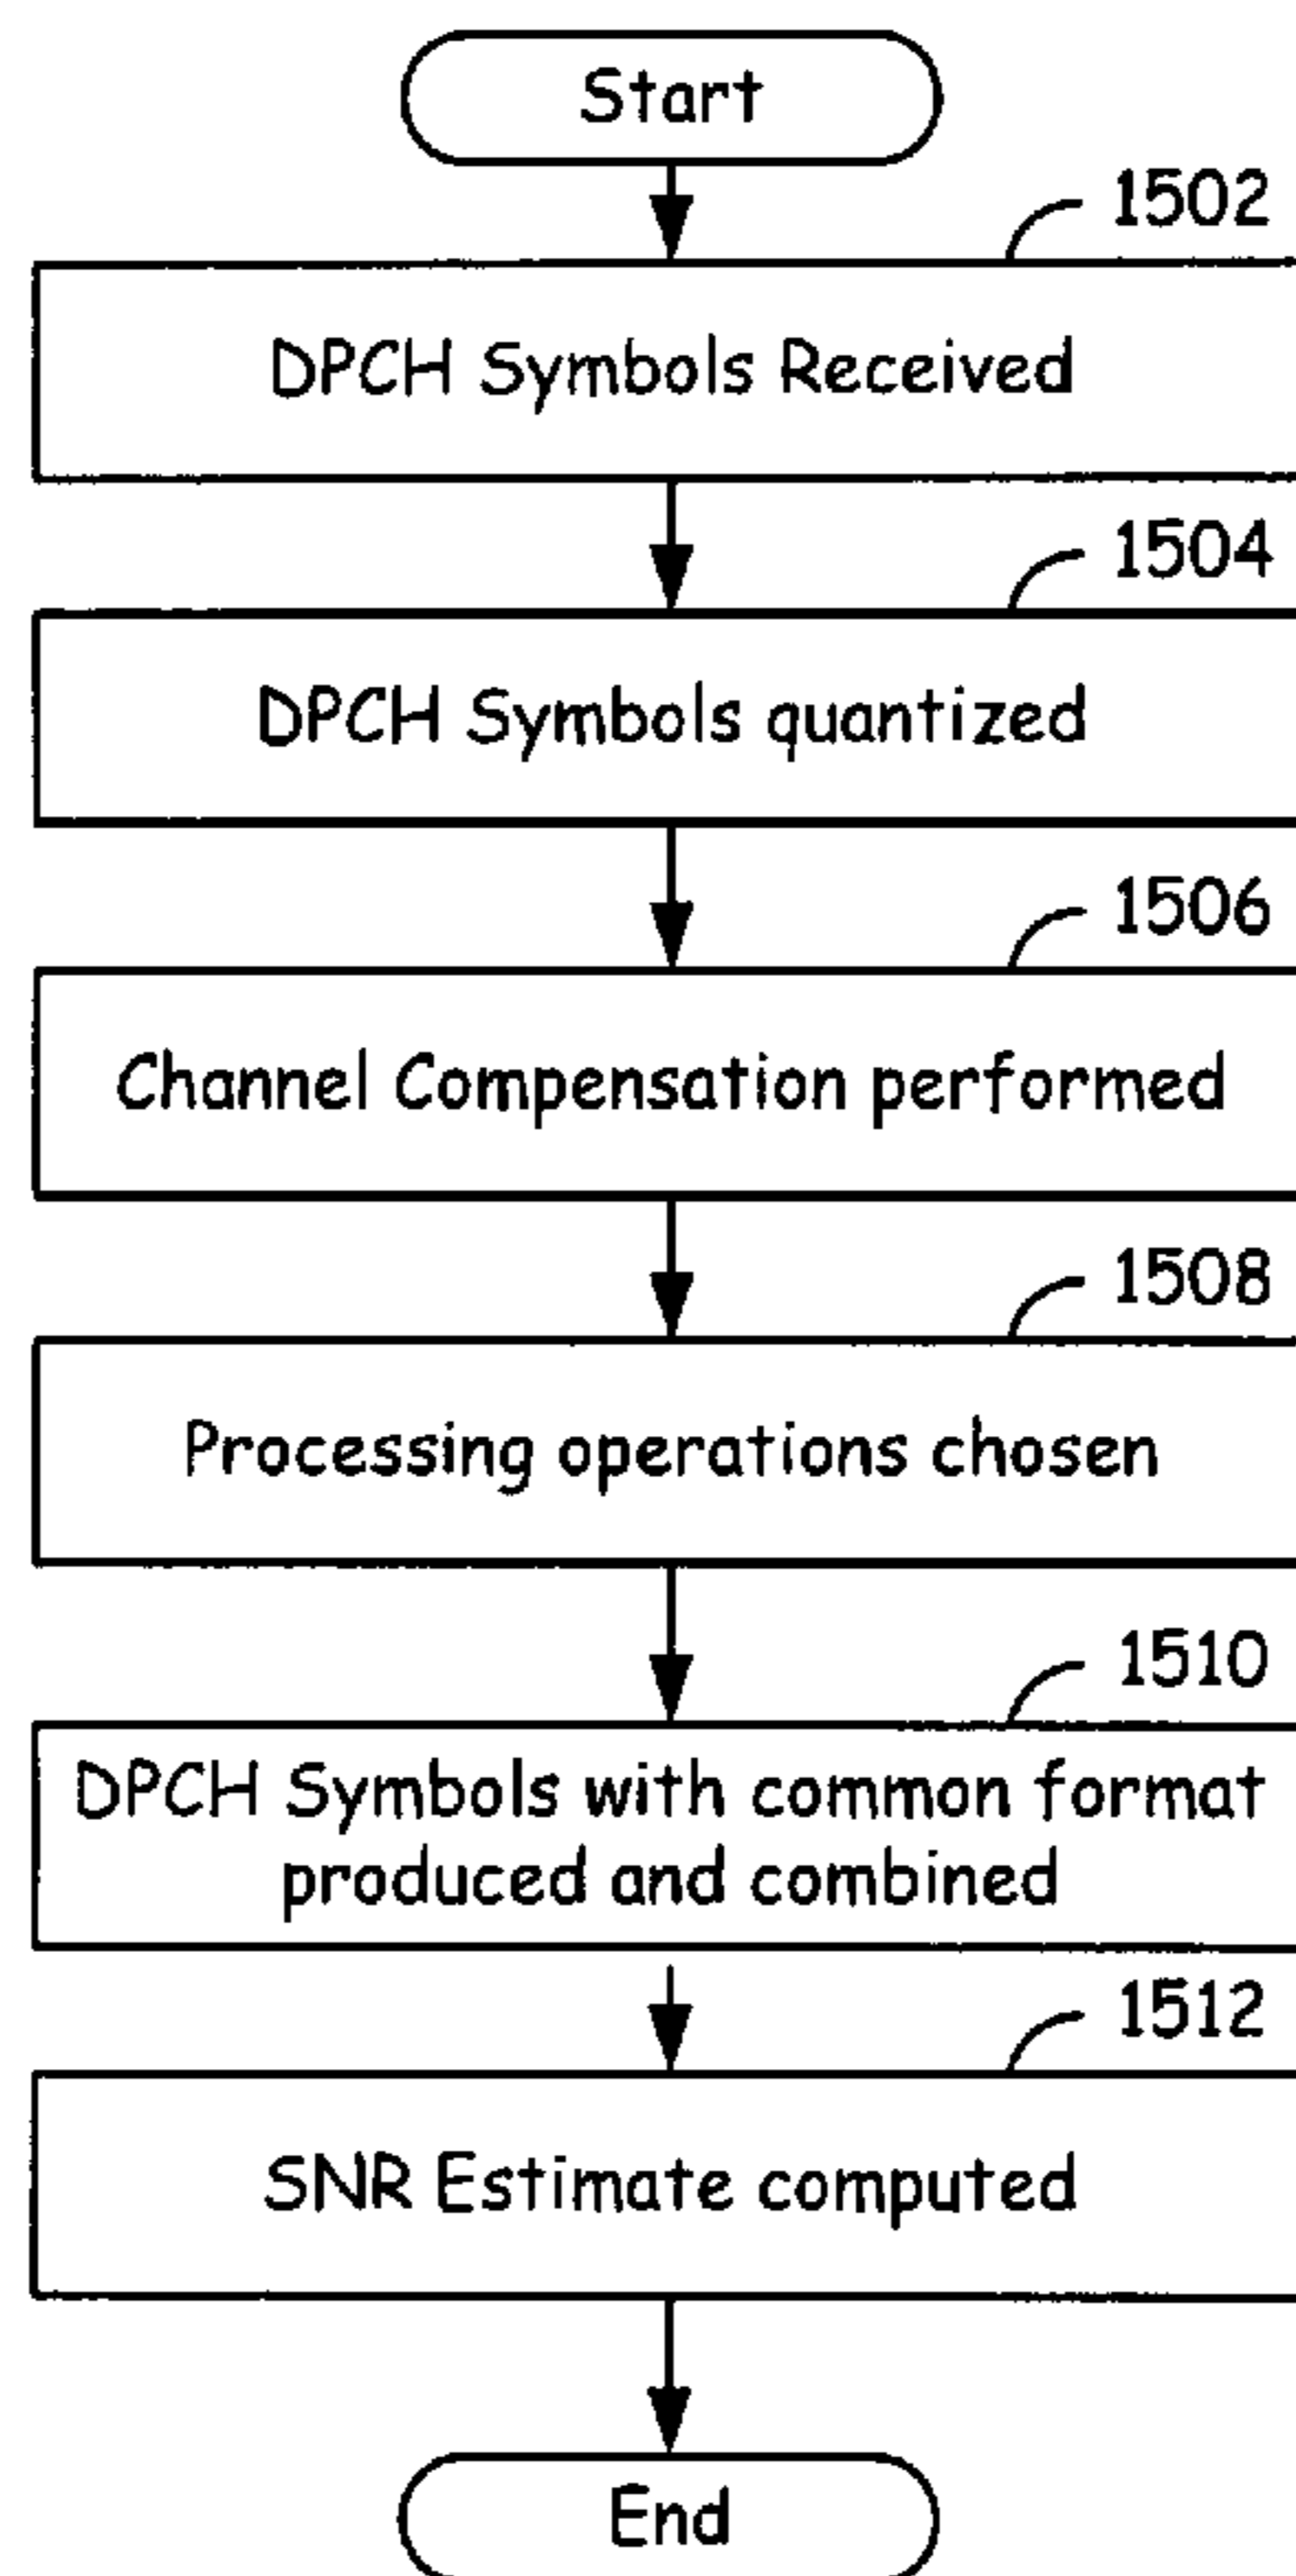 Start
1502
DPCH Symbols Received
1504
DPCH Symbols quantized
1506
Channel Compensation performed
1508
Processing operations chosen
1510
DPCH Symbols with common format
produced and combined
1512
SNR Estimate computed
End